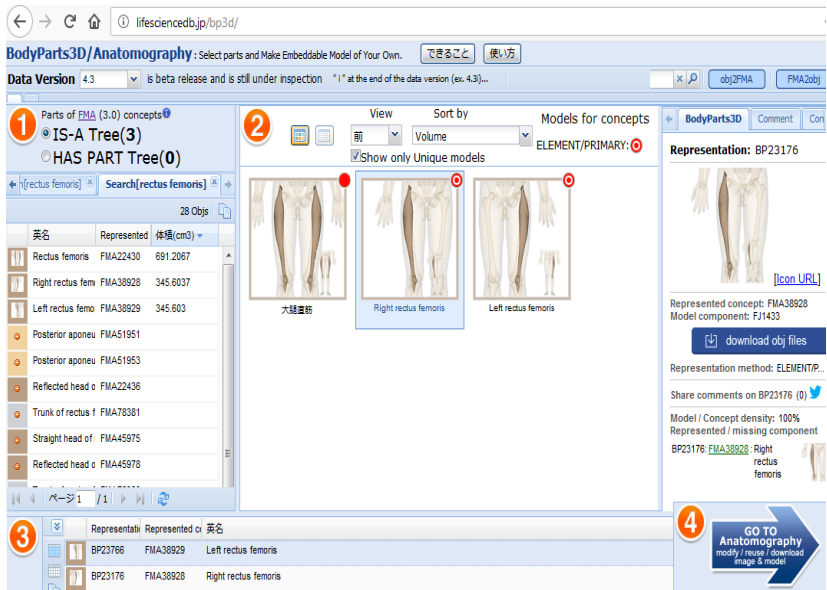 lifesciencedb.jp/bp3d/
BodyParts3D/Anatomography : Select parts and Make Embeddable Model of Your Own. できること 使い方
Data Version 4.3 is beta release and is still under inspection "i" at the end of the data version (ex. 4.3i)... obj2FMA FMA2obj
1 Parts of FMA (3.0) concepts
IS-A Tree(3)
HAS PART Tree(0)
[rectus femoris] Search[rectus femoris]
28 Objs
英名 Represented 体積(cm3)
Rectus femoris FMA22430 691.2067
Right rectus fem FMA38928 345.6037
Left rectus femo FMA38929 345.603
Posterior aponeu FMA51951
Posterior aponeu FMA51953
Reflected head o FMA22436
Trunk of rectus f FMA78381
Straight head of FMA45975
Reflected head o FMA45978
ページ 1 / 1
2 View Sort by Models for concepts
前 Volume ELEMENT/PRIMARY:
Show only Unique models
大腿直筋 Right rectus femoris Left rectus femoris
BodyParts3D Comment Con
Representation: BP23176
[Icon URL]
Represented concept: FMA38928
Model component: FJ1433
download obj files
Representation method: ELEMENT/P...
Share comments on BP23176 (0)
Model / Concept density: 100%
Represented / missing component
BP23176: FMA38928 : Right
rectus
femoris
3 Representati Represented co 英名
BP23766 FMA38929 Left rectus femoris
BP23176 FMA38928 Right rectus femoris
4 GO TO
Anatomography
modify / reuse / download
image & model